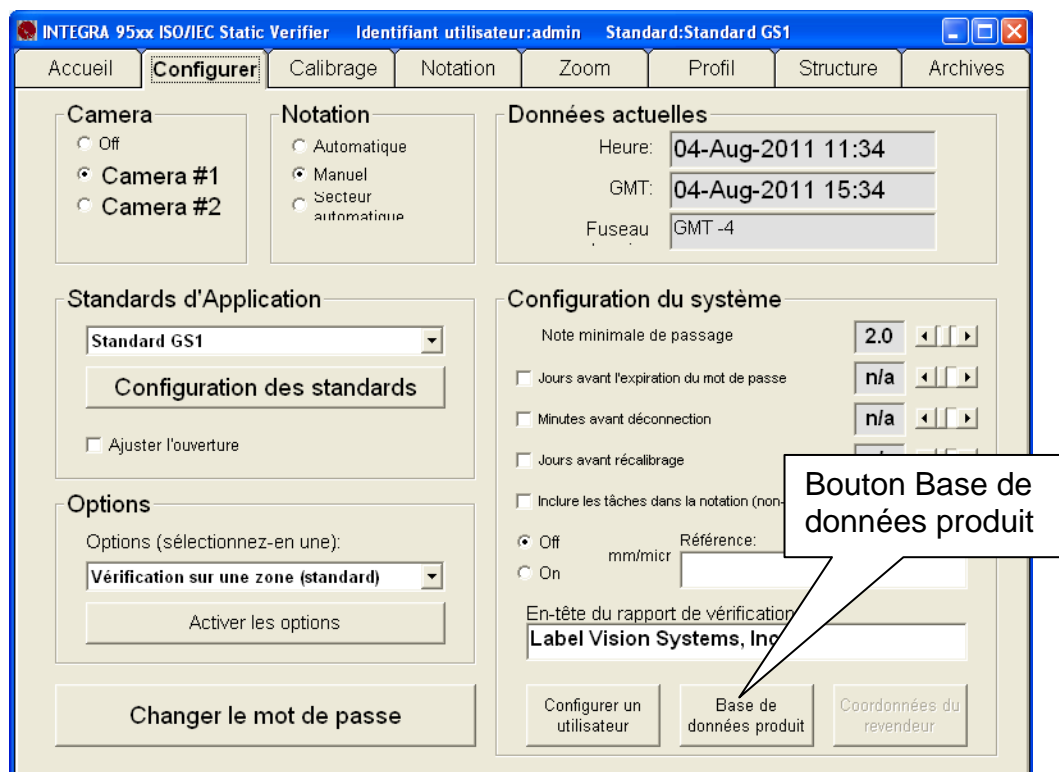 INTEGRA 95xx ISO/IEC Static Verifier Identifiant utilisateur:admin Standard:Standard GS1
Accueil Configurer Calibrage Notation Zoom Profil Structure Archives
Camera
Off
Camera #1
Camera #2
Notation
Automatique
Manuel
Secteur
automatique
Données actuelles
Heure: 04-Aug-2011 11:34
GMT: 04-Aug-2011 15:34
Fuseau GMT -4
Standards d'Application
Standard GS1
Configuration des standards
Ajuster l'ouverture
Options
Options (sélectionnez-en une):
Vérification sur une zone (standard)
Activer les options
Changer le mot de passe
Configuration du système
Note minimale de passage 2.0
Jours avant l'expiration du mot de passe n/a
Minutes avant déconnection n/a
Jours avant récalibrage
Inclure les tâches dans la notation (non-
Off
On
mm/micr
Référence:
En-tête du rapport de vérification
Label Vision Systems, Inc
Configurer un
utilisateur
Base de
données produit
Coordonnées du
revendeur
Bouton Base de
données produit